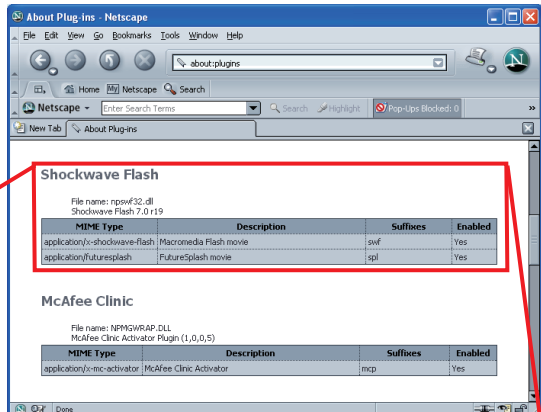 About Plug-ins - Netscape
File Edit View Go Bookmarks Tools Window Help
about:plugins
Home My Netscape Search
Netscape Enter Search Terms Search Highlight Pop-Ups Blocked: 0 »
New Tab About Plug-ins
Shockwave Flash
File name: npswf32.dll
Shockwave Flash 7.0 r19
MIME Type Description Suffixes Enabled
application/x-shockwave-flash Macromedia Flash movie swf Yes
application/futuresplash FutureSplash movie spl Yes
McAfee Clinic
File name: NPMGWRAP.DLL
McAfee Clinic Activator Plugin (1,0,0,5)
MIME Type Description Suffixes Enabled
application/x-mc-activator McAfee Clinic Activator mcp Yes
Done